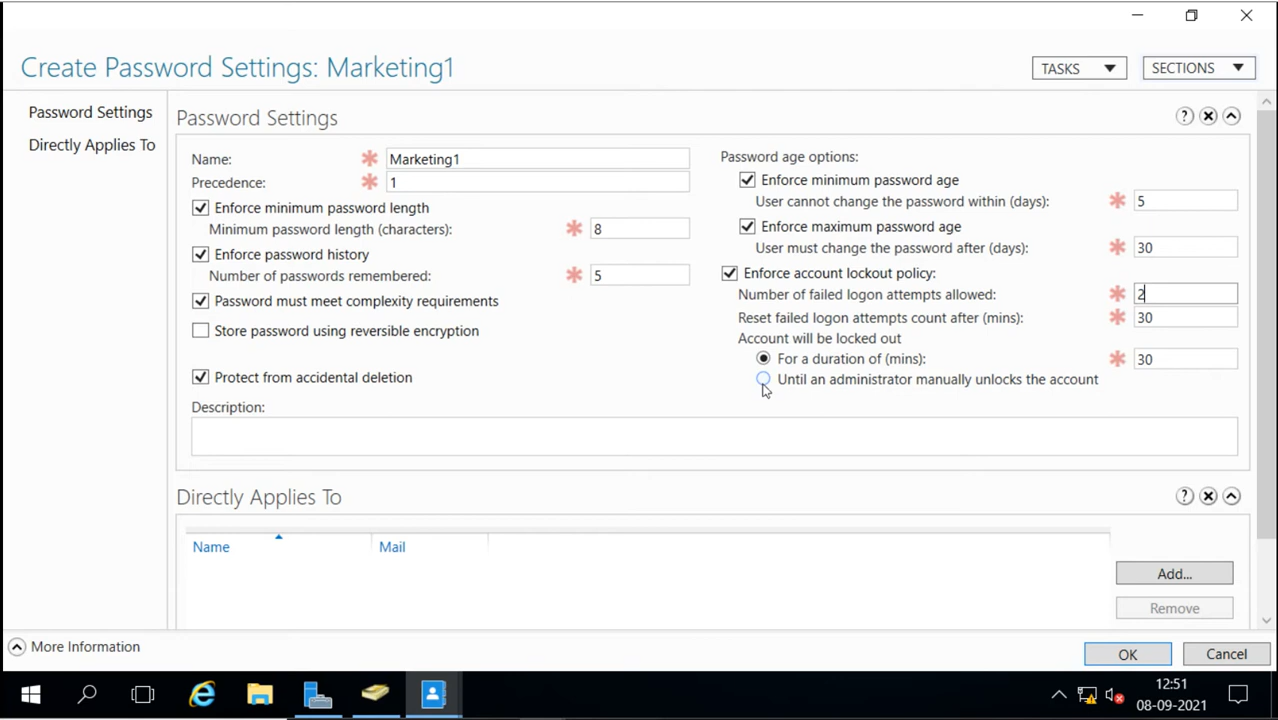 Create Password Settings: Marketing1
TASKS
SECTIONS
Password Settings
Directly Applies To
Password Settings
?
Name: * Marketing1
Precedence: * 1
Enforce minimum password length
Minimum password length (characters): * 8
Enforce password history
Number of passwords remembered: * 5
Password must meet complexity requirements
Store password using reversible encryption
Protect from accidental deletion
Password age options:
Enforce minimum password age
User cannot change the password within (days): * 5
Enforce maximum password age
User must change the password after (days): * 30
Enforce account lockout policy:
Number of failed logon attempts allowed: * 2
Reset failed logon attempts count after (mins): * 30
Account will be locked out
For a duration of (mins): * 30
Until an administrator manually unlocks the account
Description:
Directly Applies To
?
Name Mail
Add...
Remove
More Information
OK Cancel
12:51
08-09-2021